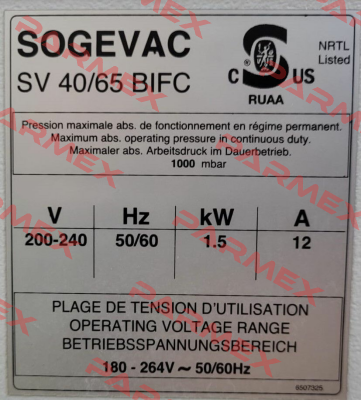 SOGEVAC
SV 40/65 BIFC
C S US
®
NRTL
Listed
RUAA
Pression maximale abs. de fonctionnement en régime permanent.
Maximum abs. operating pressure in continuous duty.
Maximaler abs. Arbeitsdruck im Dauerbetrieb.
1000 mbar
V Hz kW A
200-240 50/60 1.5 12
PLAGE DE TENSION D'UTILISATION
OPERATING VOLTAGE RANGE
BETRIEBSSPANNUNGSBEREICH
180 - 264V ~ 50/60Hz
PARMEX